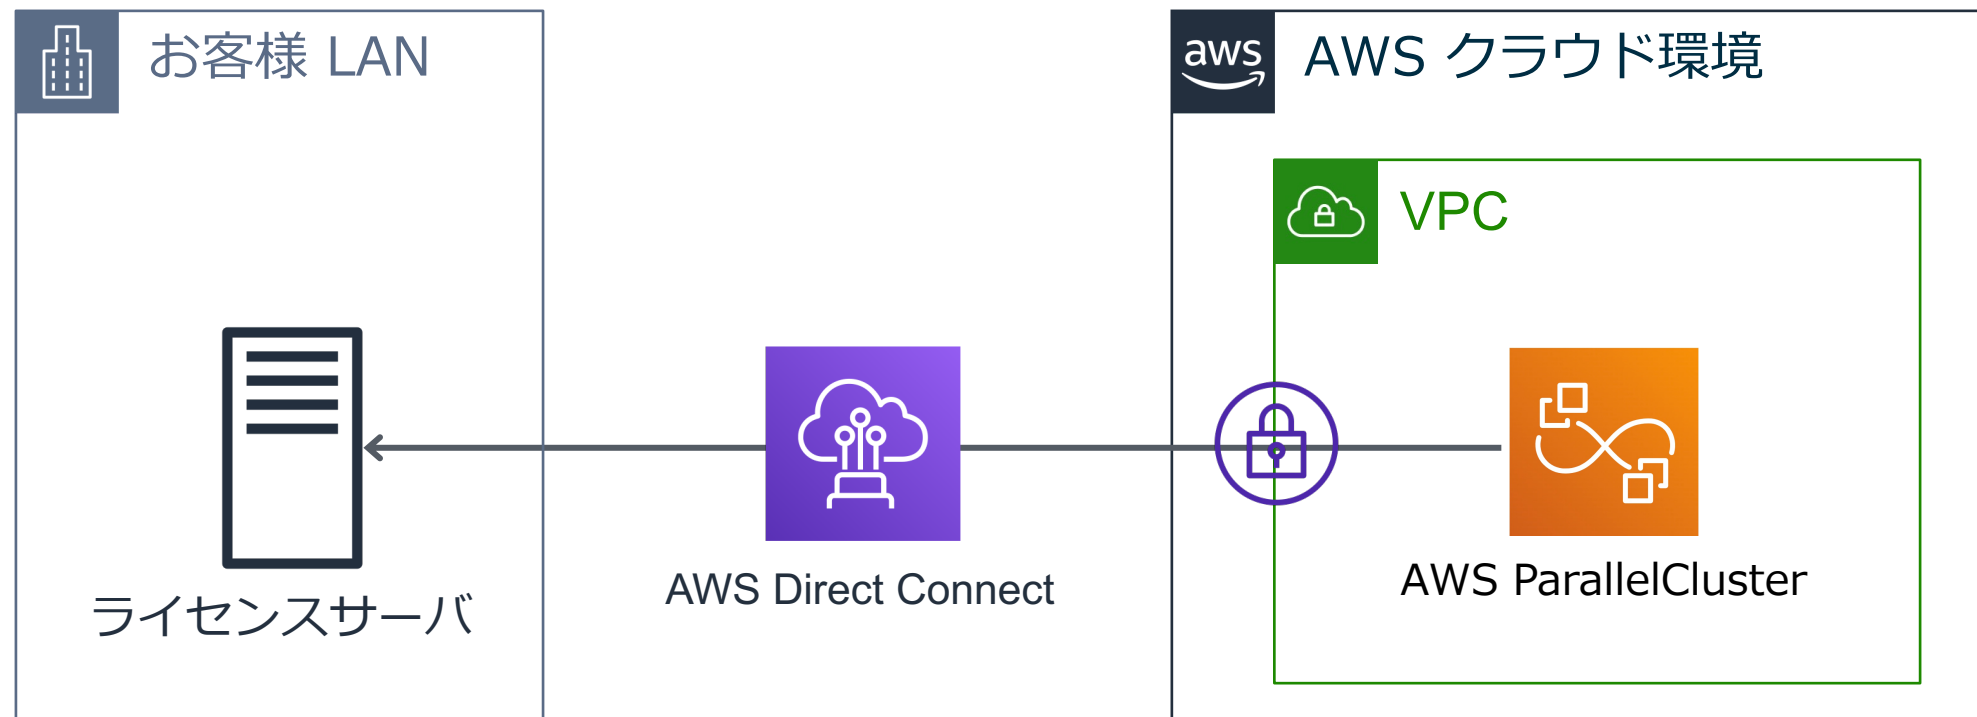 お客様 LAN
aws
AWS クラウド環境
VPC
ライセンスサーバ
AWS Direct Connect
AWS ParallelCluster